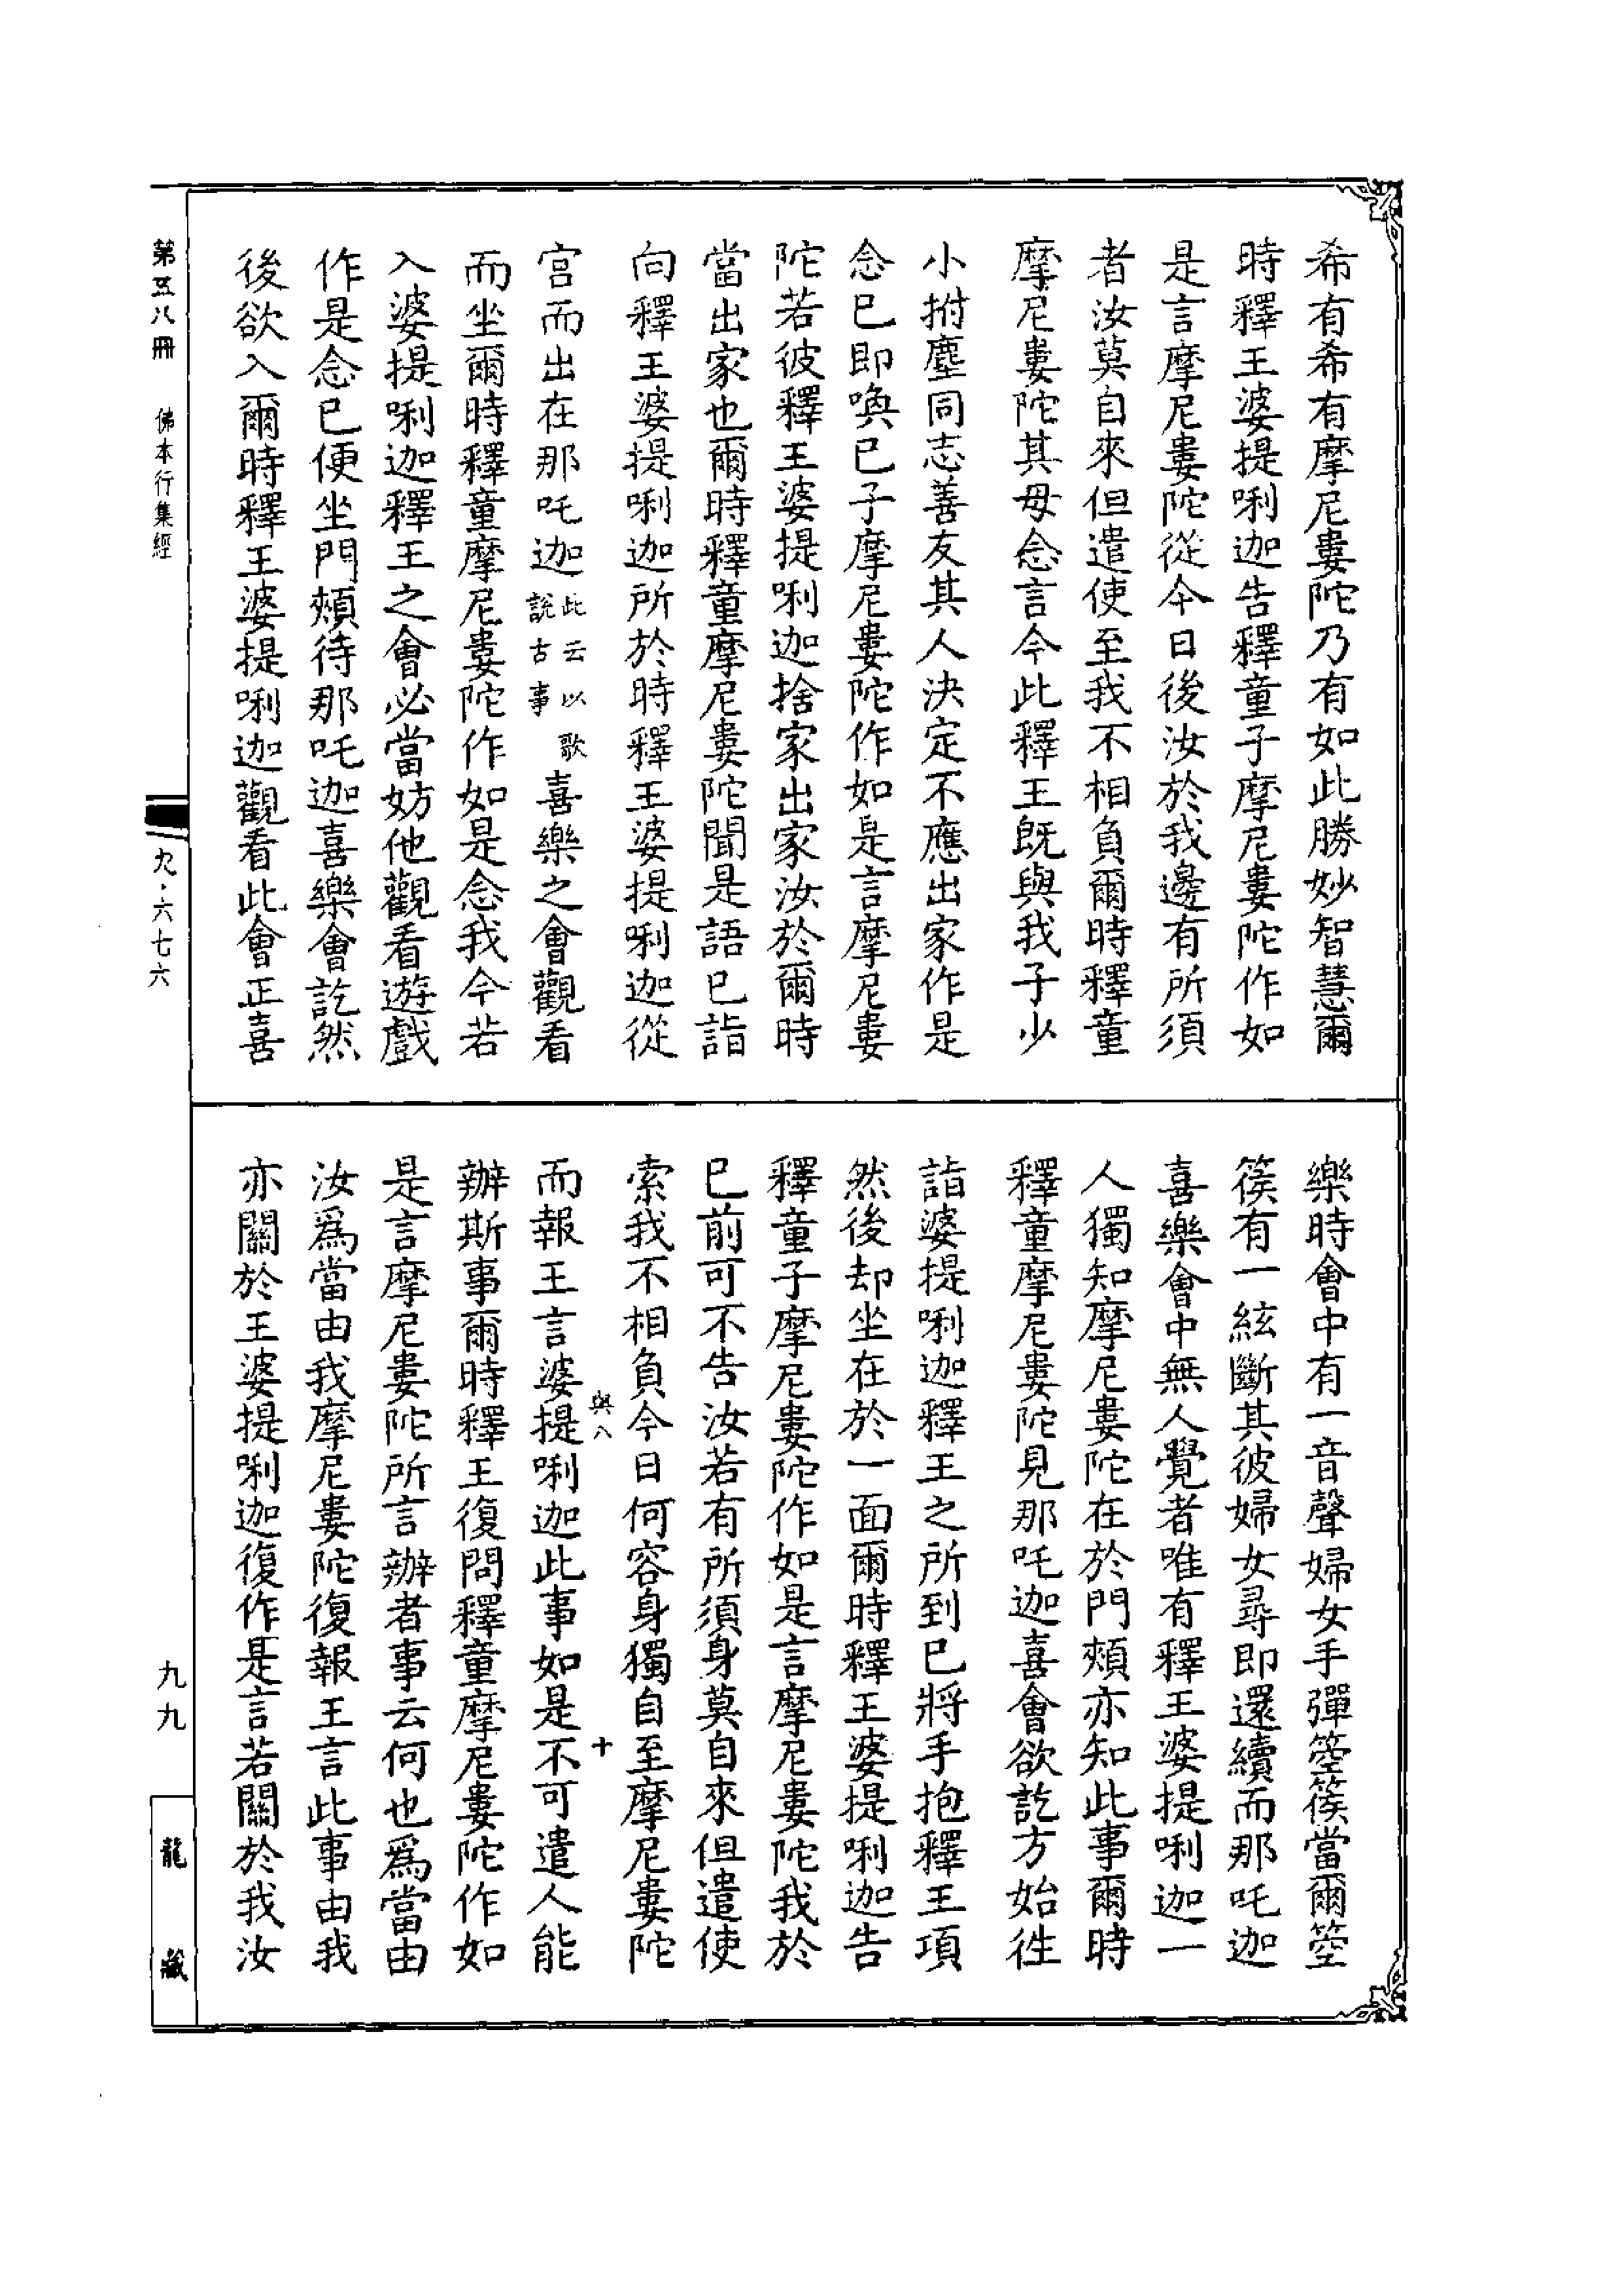 希有希有摩尼婁陀乃有如此勝妙智慧爾
時釋王婆提唎迦告釋童子摩尼婁陀作如
是言摩尼婁陀從今日後汝於我邊有所須
者汝莫自來但遣使至我不相負爾時釋童
摩尼婁陀其母念言今此釋王旣與我子少
小拊塵同志善友其人決定不應出家作是
念已即喚已子摩尼婁陀作如是言摩尼婁
陀若彼釋王婆提唎迦捨家出家汝於爾時
當出家也爾時釋童摩尼婁陀聞是語已詣
向釋王婆提唎迦所於時釋王婆提唎迦從
宮而出在那吒迦此云以歌說古事喜樂之會觀看
而坐爾時釋童摩尼婁陀作如是念我今若
入婆提唎迦釋王之會必當妨他觀看遊戲
作是念已便坐門頰待那吒迦喜樂會訖然
後欲入爾時釋王婆提唎迦觀看此會正喜
樂時會中有一音聲婦女手彈箜篌當爾箜
篌有一絃斷其彼婦女尋即還續而那吒迦
喜樂會中無人覺者唯有釋王婆提唎迦一
人獨知摩尼婁陀在於門頰亦知此事爾時
釋童摩尼婁陀見那吒迦喜會欲訖方始往
詣婆提唎迦釋王之所到已將手抱釋王項
然後却坐在於一面爾時釋王婆提唎迦告
釋童子摩尼婁陀作如是言摩尼婁陀我於
已前可不告汝若有所須身莫自來但遣使
索我不相負今日何容身獨自至摩尼婁陀
與八
十
而報王言婆提唎迦此事如是不可遣人能
辦斯事爾時釋王復問釋童摩尼婁陀作如
是言摩尼婁陀所言辦者事云何也爲當由
汝爲當由我摩尼婁陀復報王言此事由我
亦關於王婆提唎迦復作是言若關於我汝
第五八冊 佛本行集經
九·六七六
九九
龍藏